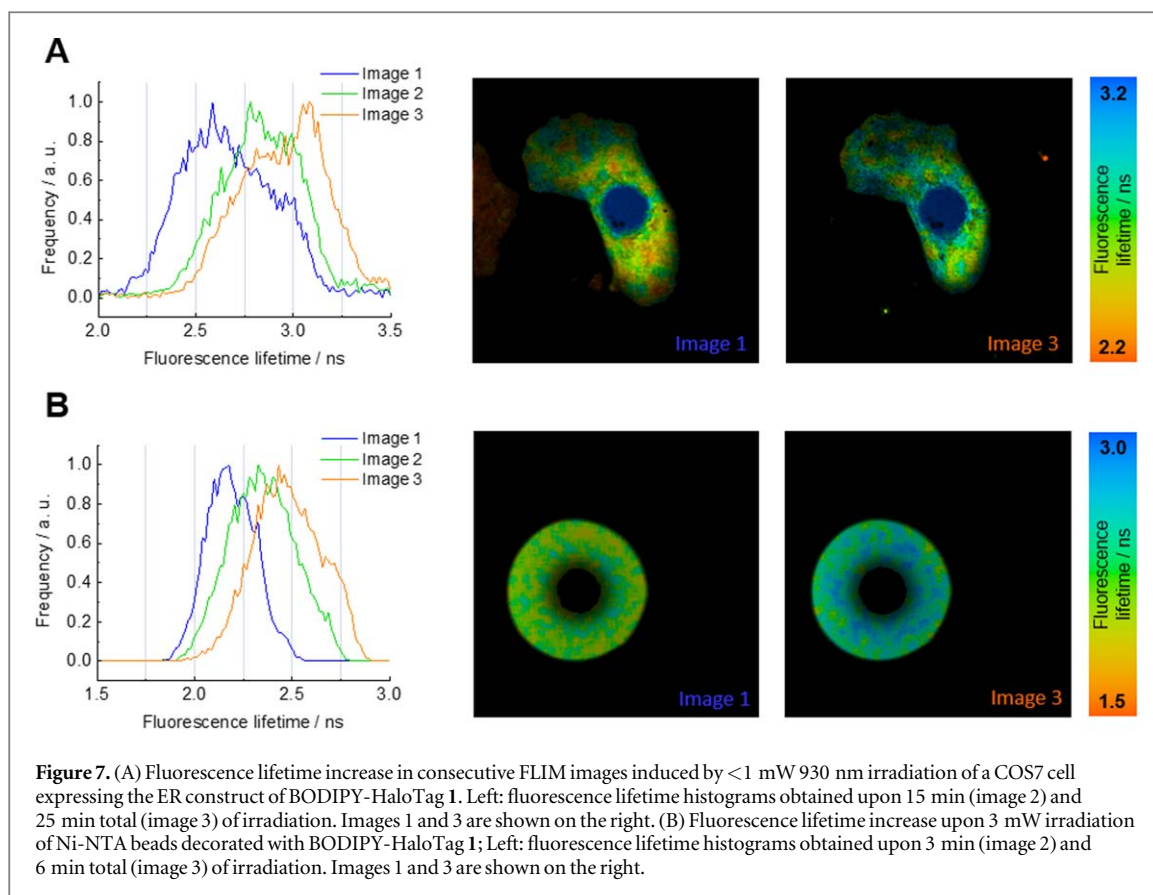 A
Image 1
Image 2
Image 3
Frequency / a. u.
1.0
0.8
0.6
0.4
0.2
0.0
2.0 2.5 3.0 3.5
Fluorescence lifetime / ns
Image 1
Image 3
3.2
Fluorescence
lifetime / ns
2.2
B
Image 1
Image 2
Image 3
Frequency / a. u.
1.0
0.8
0.6
0.4
0.2
0.0
1.5 2.0 2.5 3.0
Fluorescence lifetime / ns
Image 1
Image 3
3.0
Fluorescence
lifetime / ns
1.5
Figure 7. (A) Fluorescence lifetime increase in consecutive FLIM images induced by <1 mW 930 nm irradiation of a COS7 cell
expressing the ER construct of BODIPY-HaloTag 1. Left: fluorescence lifetime histograms obtained upon 15 min (image 2) and
25 min total (image 3) of irradiation. Images 1 and 3 are shown on the right. (B) Fluorescence lifetime increase upon 3 mW irradiation
of Ni-NTA beads decorated with BODIPY-HaloTag 1; Left: fluorescence lifetime histograms obtained upon 3 min (image 2) and
6 min total (image 3) of irradiation. Images 1 and 3 are shown on the right.